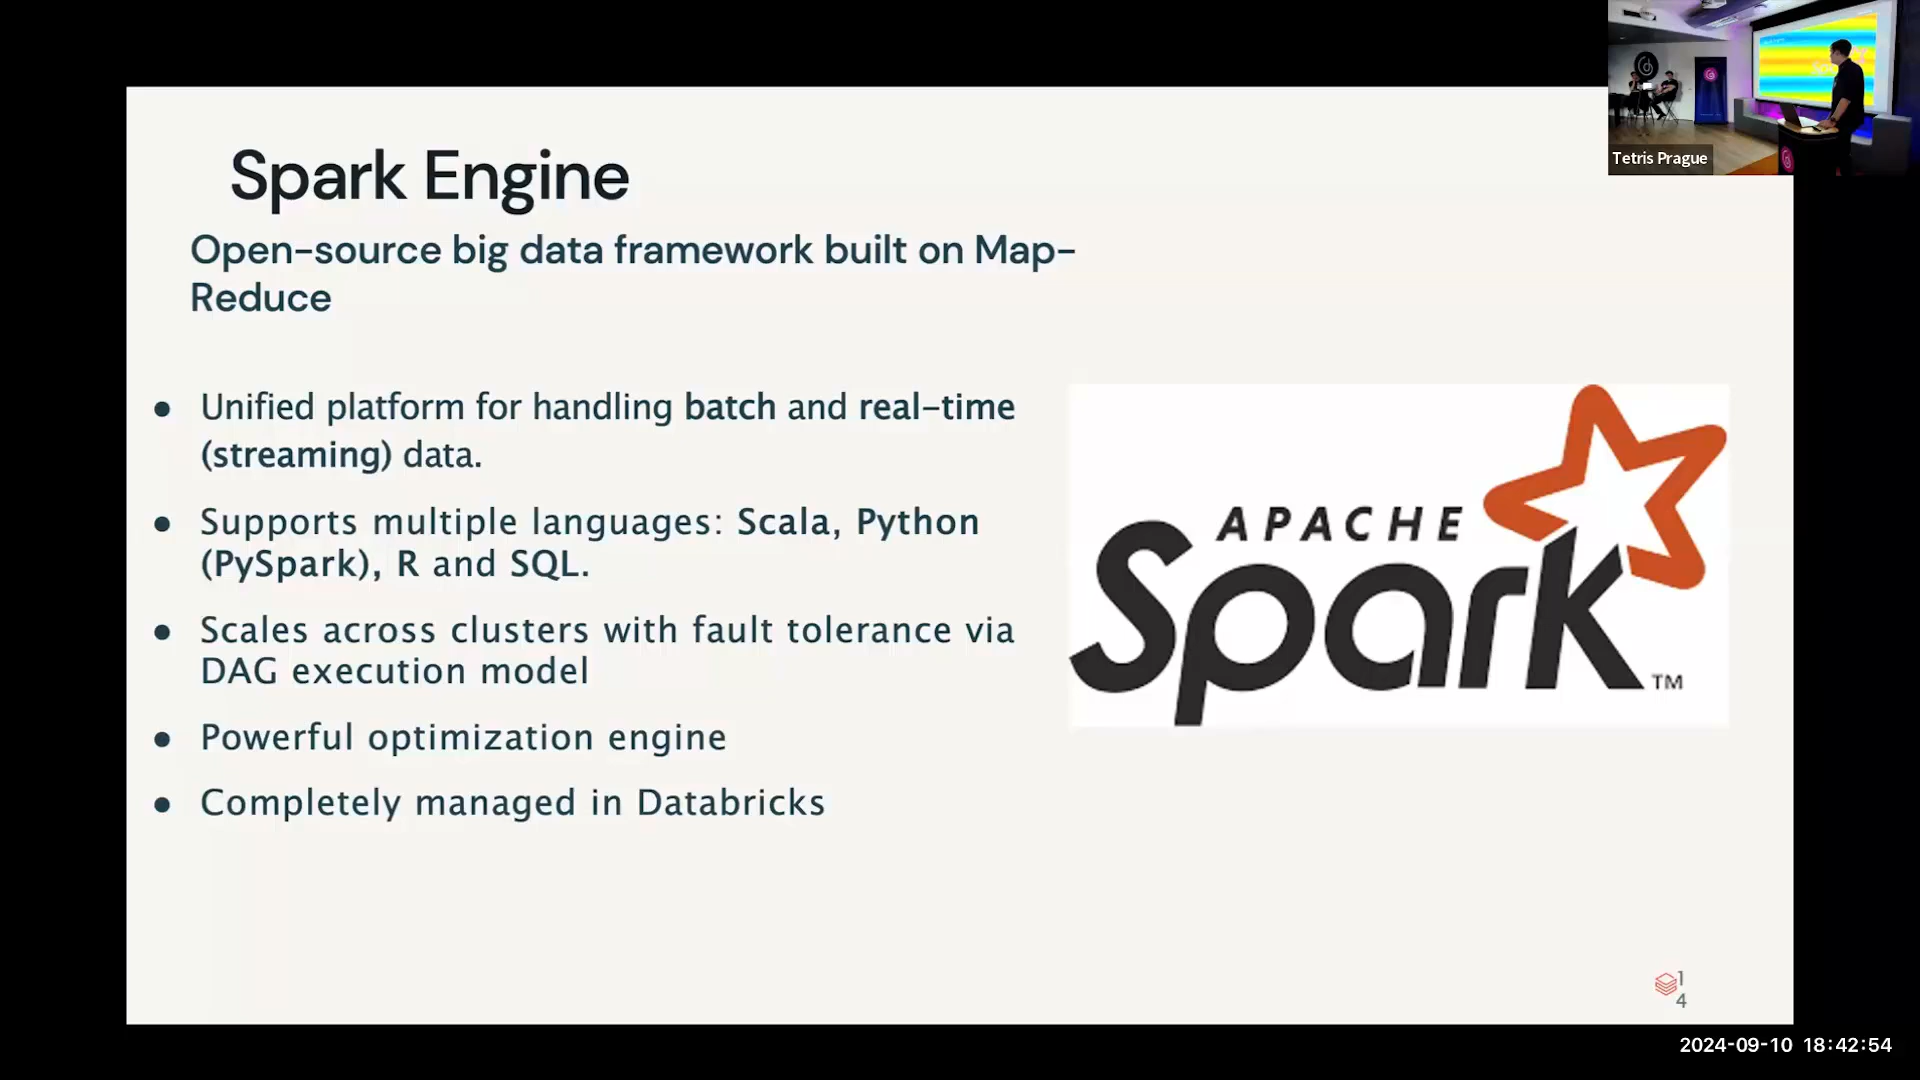 Spark Engine
Open-source big data framework built on Map-
Reduce
● Unified platform for handling batch and real-time
(streaming) data.
● Supports multiple languages: Scala, Python
(PySpark), R and SQL.
● Scales across clusters with fault tolerance via
DAG execution model
● Powerful optimization engine
● Completely managed in Databricks
APACHE
Spark
TM
1
4
Tetris Prague
2024-09-10 18:42:54